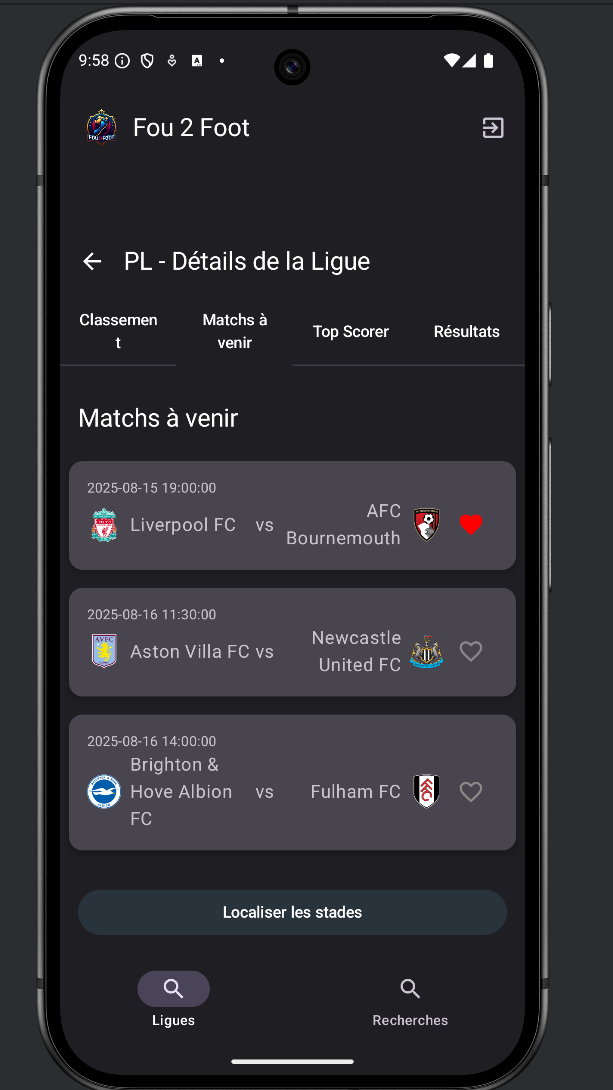 9:58
Fou 2 Foot
PL - Détails de la Ligue
Classemen
t
Matchs à
venir
Top Scorer
Résultats
Matchs à venir
2025-08-15 19:00:00
Liverpool FC vs
AFC
Bournemouth
2025-08-16 11:30:00
Aston Villa FC vs
Newcastle
United FC
2025-08-16 14:00:00
Brighton &
Hove Albion
FC
vs
Fulham FC
Localiser les stades
Ligues
Recherches